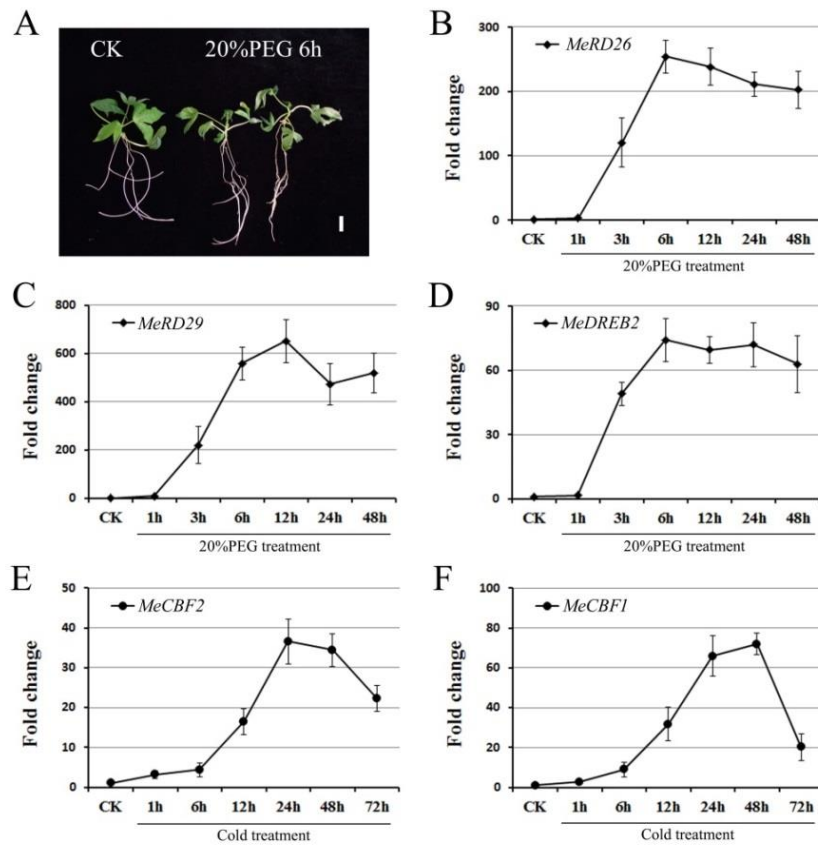 A
CK 20%PEG 6h
B
MeRD26
Fold change
300
200
100
0
CK 1h 3h 6h 12h 24h 48h
20%PEG treatment
C
MeRD29
Fold change
800
600
400
200
0
CK 1h 3h 6h 12h 24h 48h
20%PEG treatment
D
MeDREB2
Fold change
90
60
30
0
CK 1h 3h 6h 12h 24h 48h
20%PEG treatment
E
MeCBF2
Fold change
50
40
30
20
10
0
CK 1h 6h 12h 24h 48h 72h
Cold treatment
F
MeCBF1
Fold change
100
80
60
40
20
0
CK 1h 6h 12h 24h 48h 72h
Cold treatment